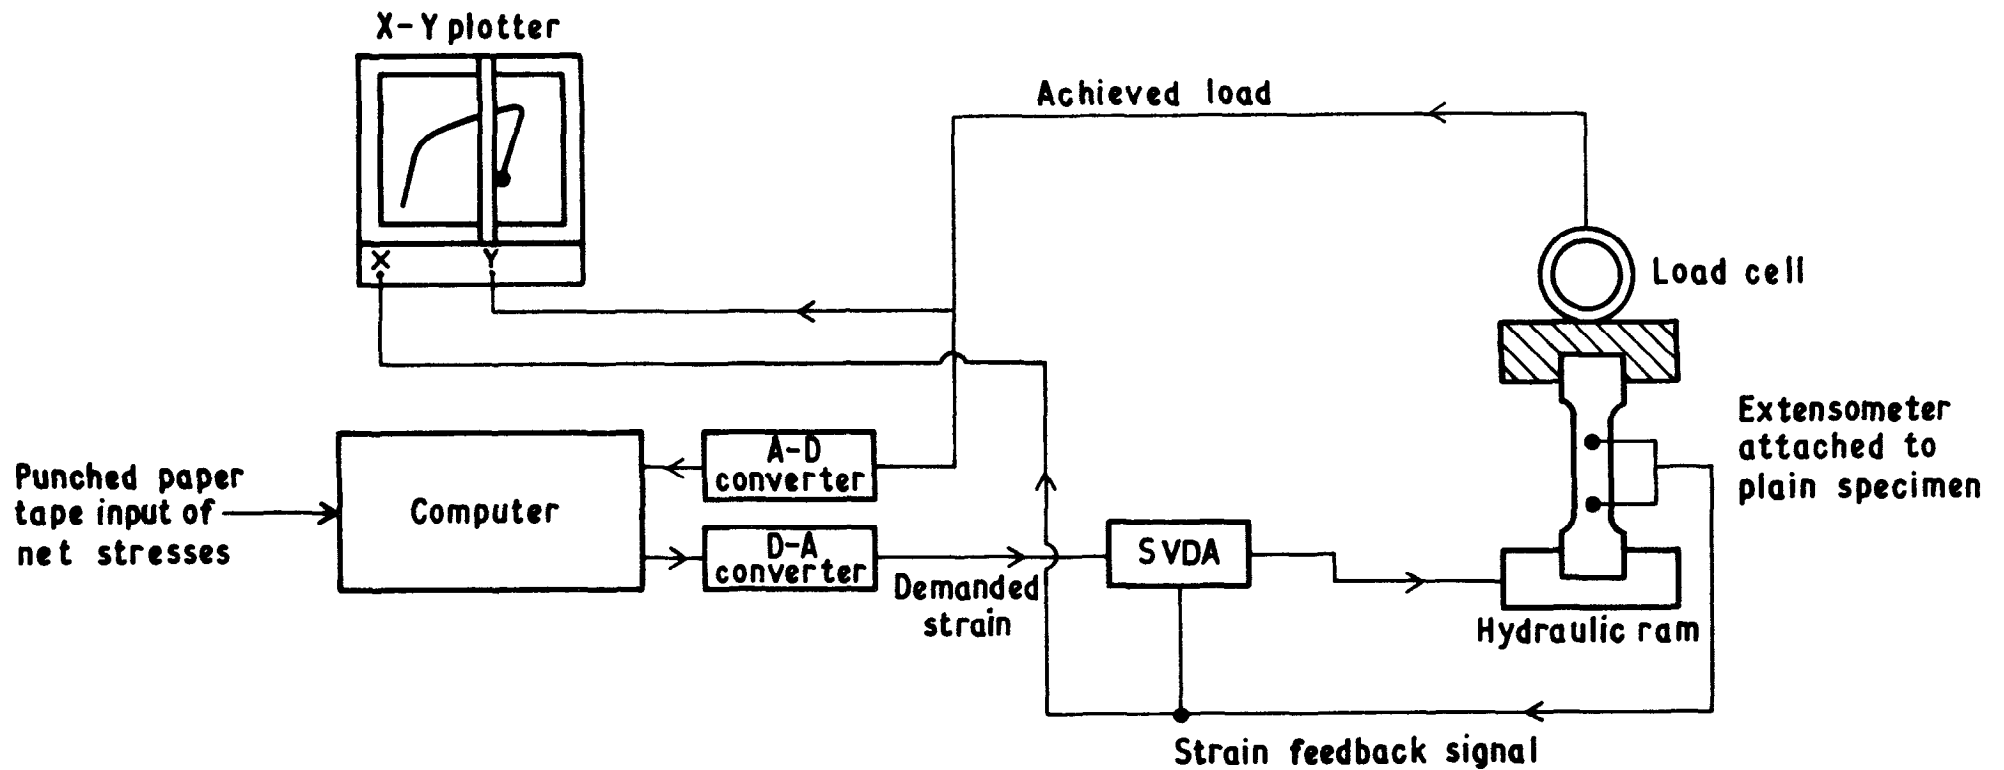 X-Y plotter
Achieved load
X
Y
Load cell
Extensometer
attached to
plain specimen
Punched paper
tape input of
net stresses
Computer
A-D
converter
D-A
converter
Demanded
strain
SVDA
Hydraulic ram
Strain feedback signal